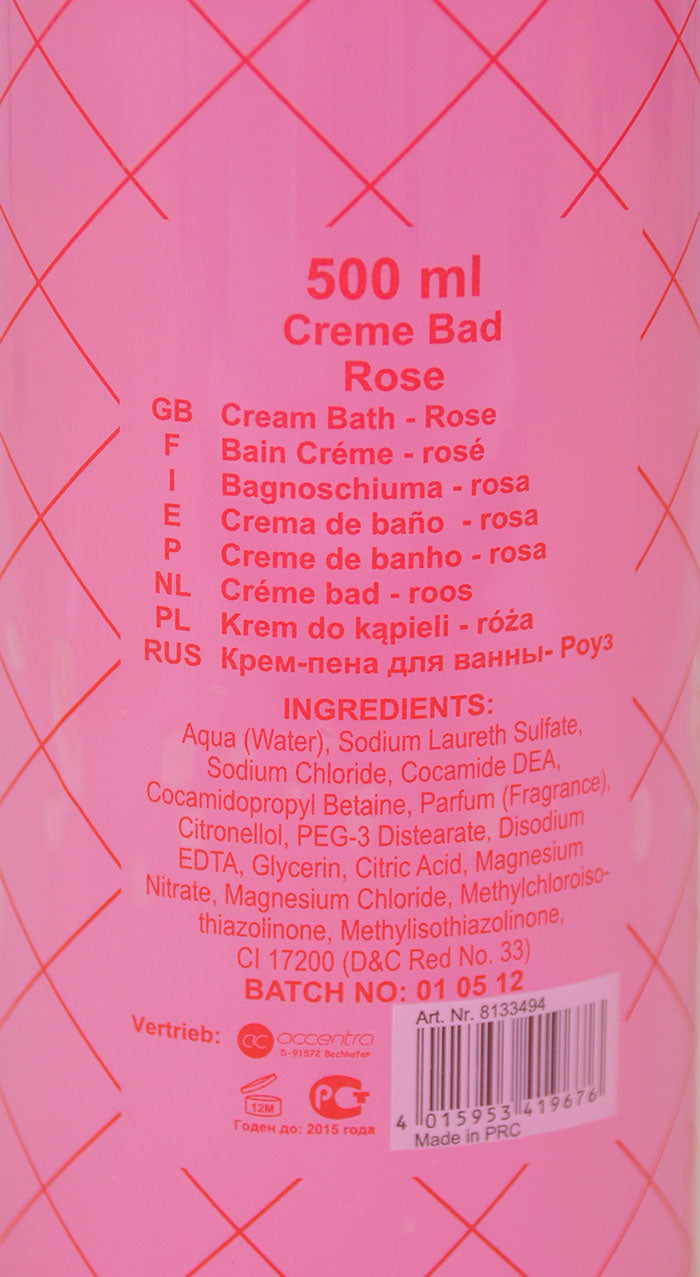 500 ml
Creme Bad
Rose
GB Cream Bath - Rose
F Bain Créme - rosé
I Bagnoschiuma - rosa
E Crema de baño - rosa
P Creme de banho - rosa
NL Créme bad - roos
PL Krem do kąpieli - róża
RUS Крем-пена для ванны- Роуз
INGREDIENTS:
Aqua (Water), Sodium Laureth Sulfate,
Sodium Chloride, Cocamide DEA,
Cocamidopropyl Betaine, Parfum (Fragrance),
Citronellol, PEG-3 Distearate, Disodium
EDTA, Glycerin, Citric Acid, Magnesium
Nitrate, Magnesium Chloride, Methylchloroiso-
thiazolinone, Methylisothiazolinone,
CI 17200 (D&C Red No. 33)
BATCH NO: 01 05 12
Vertrieb: ac accentra
D-91572 Bechhofen
12M РСТ
Годен до: 2015 года
Art. Nr. 8133494
4 015953 419676
Made in PRC